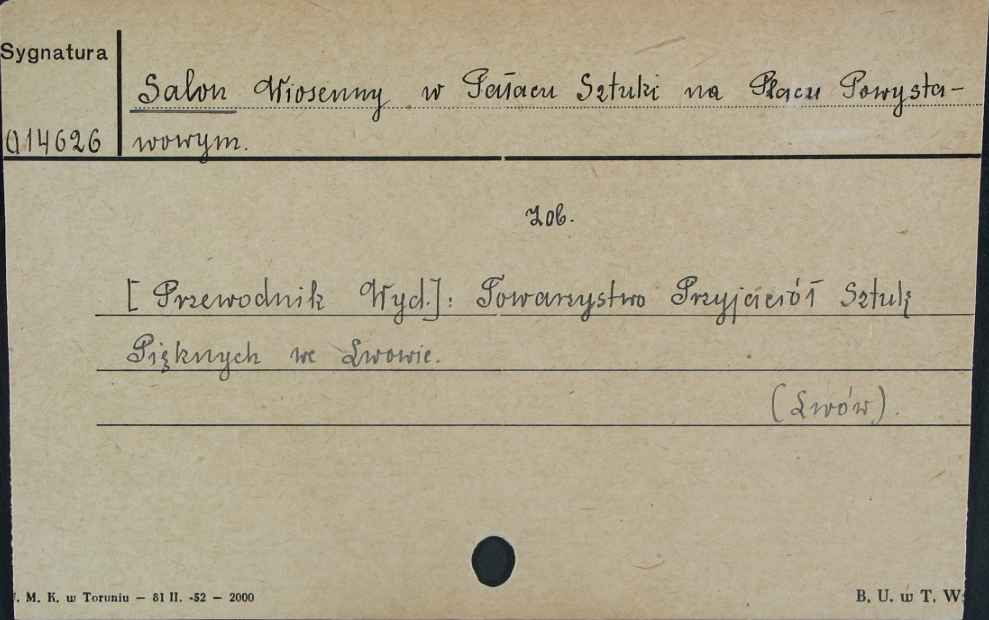 Sygnatura
Salon Wiosenny w Pałacu Sztuki na Placu Powysta-
014626 wowym.
Zob.
[Przewodnik Wyd.]: Towarzystwo Przyjaciół Sztuk
Pięknych we Lwowie.
(Lwów).
. M. K. w Toruniu — 81 II. -52 — 2000
B. U. w T. W